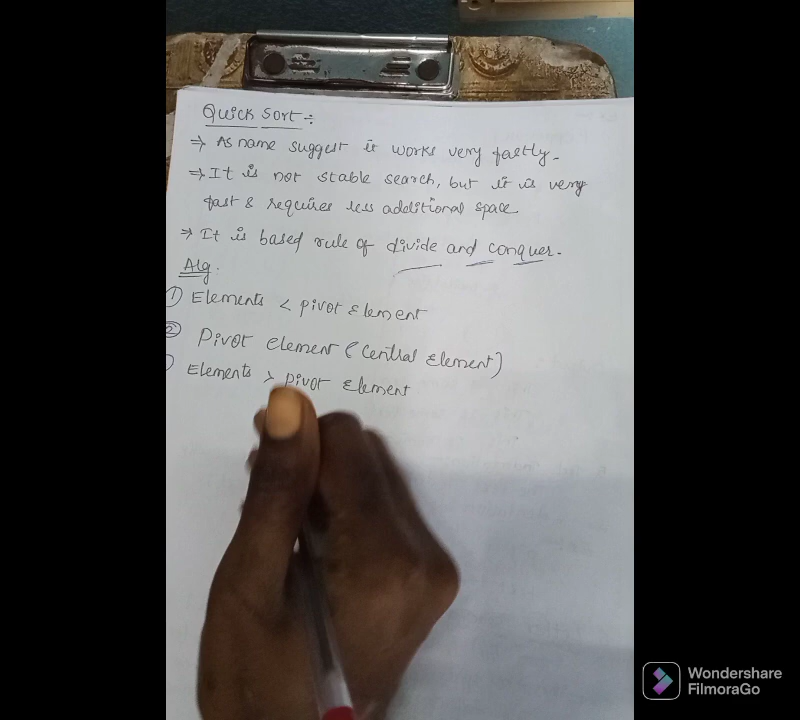 Quick Sort ÷
⇒ As name suggest it works very fastly.
⇒ It is not stable search, but it is very
fast & requires less additional space
⇒ It is based rule of divide and conquer.
Alg.
① Elements < pivot Element
② Pivot element (Central Element)
Elements > pivot Element
Wondershare
FilmoraGo